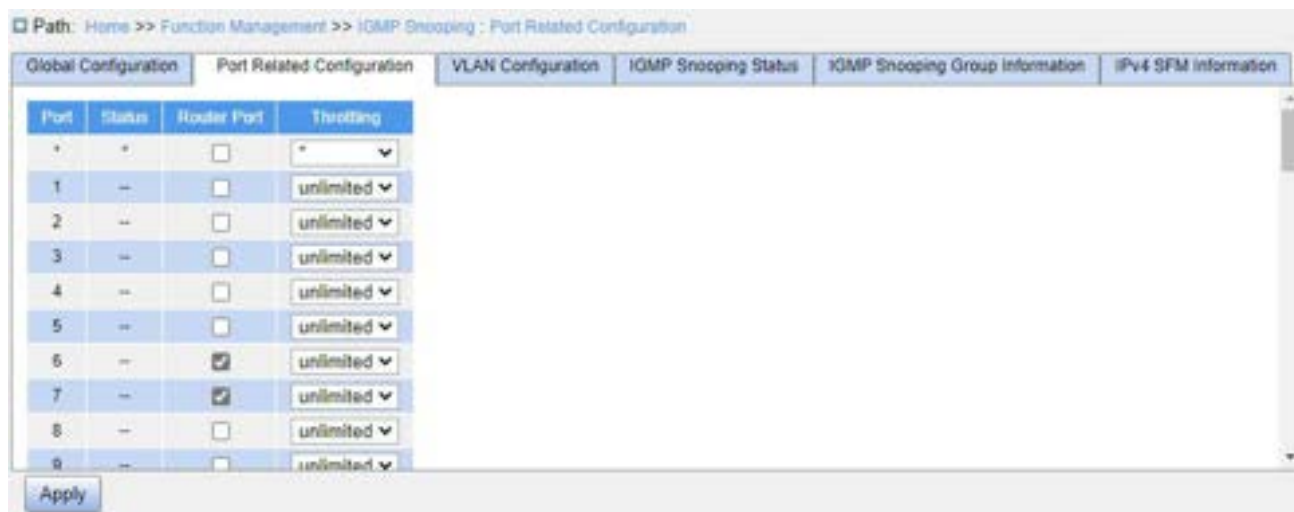 Path: Home >> Function Management >> IGMP Snooping : Port Related Configuration
Global Configuration Port Related Configuration VLAN Configuration IGMP Snooping Status IGMP Snooping Group Information IPv4 SFM Information
Port Status Router Port Throttling
* * *
1 -- unlimited
2 -- unlimited
3 -- unlimited
4 -- unlimited
5 -- unlimited
6 -- unlimited
7 -- unlimited
8 -- unlimited
9 -- unlimited
Apply